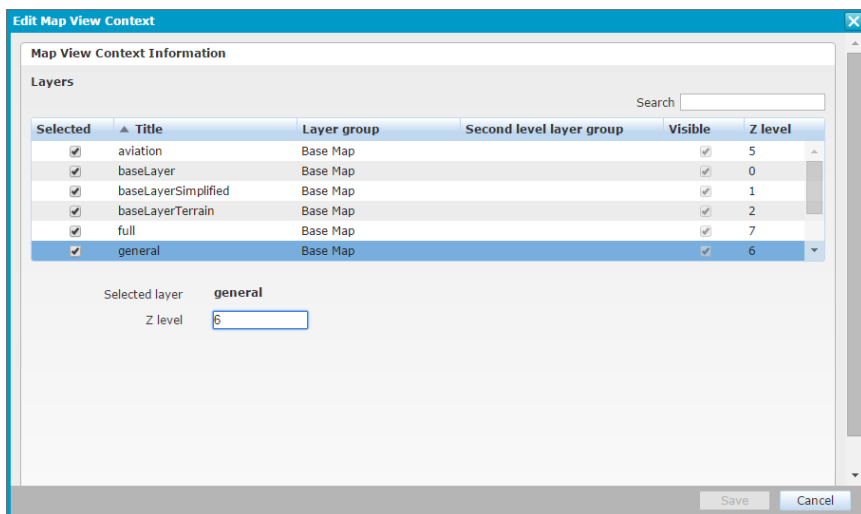 Edit Map View Context
Map View Context Information
Layers
Search
Selected Title Layer group Second level layer group Visible Z level
aviation Base Map 5
baseLayer Base Map 0
baseLayerSimplified Base Map 1
baseLayerTerrain Base Map 2
full Base Map 7
general Base Map 6
Selected layer general
Z level 6
Save Cancel